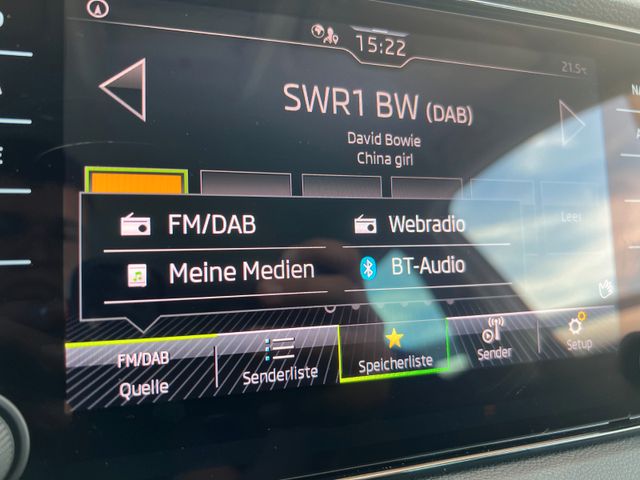 15:22
21.5°C
SWR1 BW (DAB)
David Bowie
China girl
Leer
FM/DAB
Webradio
Meine Medien
BT-Audio
FM/DAB
Quelle
Senderliste
Speicherliste
Sender
Setup